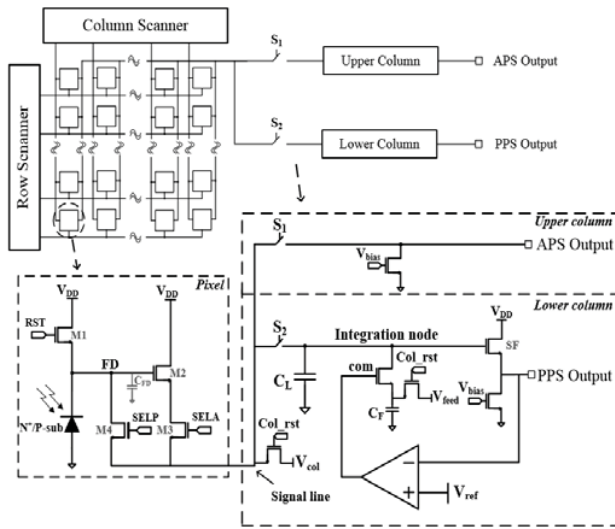 Column Scanner
Row Scnanner
S1
Upper Column
APS Output
S2
Lower Column
PPS Output
Upper column
S1
APS Output
Vbias
Pixel
VDD
VDD
RST
M1
FD
CFD
M2
N+/P-sub
SELP
SELA
M4
M3
Lower column
S2
Integration node
VDD
SF
com
Col_rst
CL
CF
Vfeed
Vbias
PPS Output
Col_rst
Vcol
Signal line
−
+
Vref